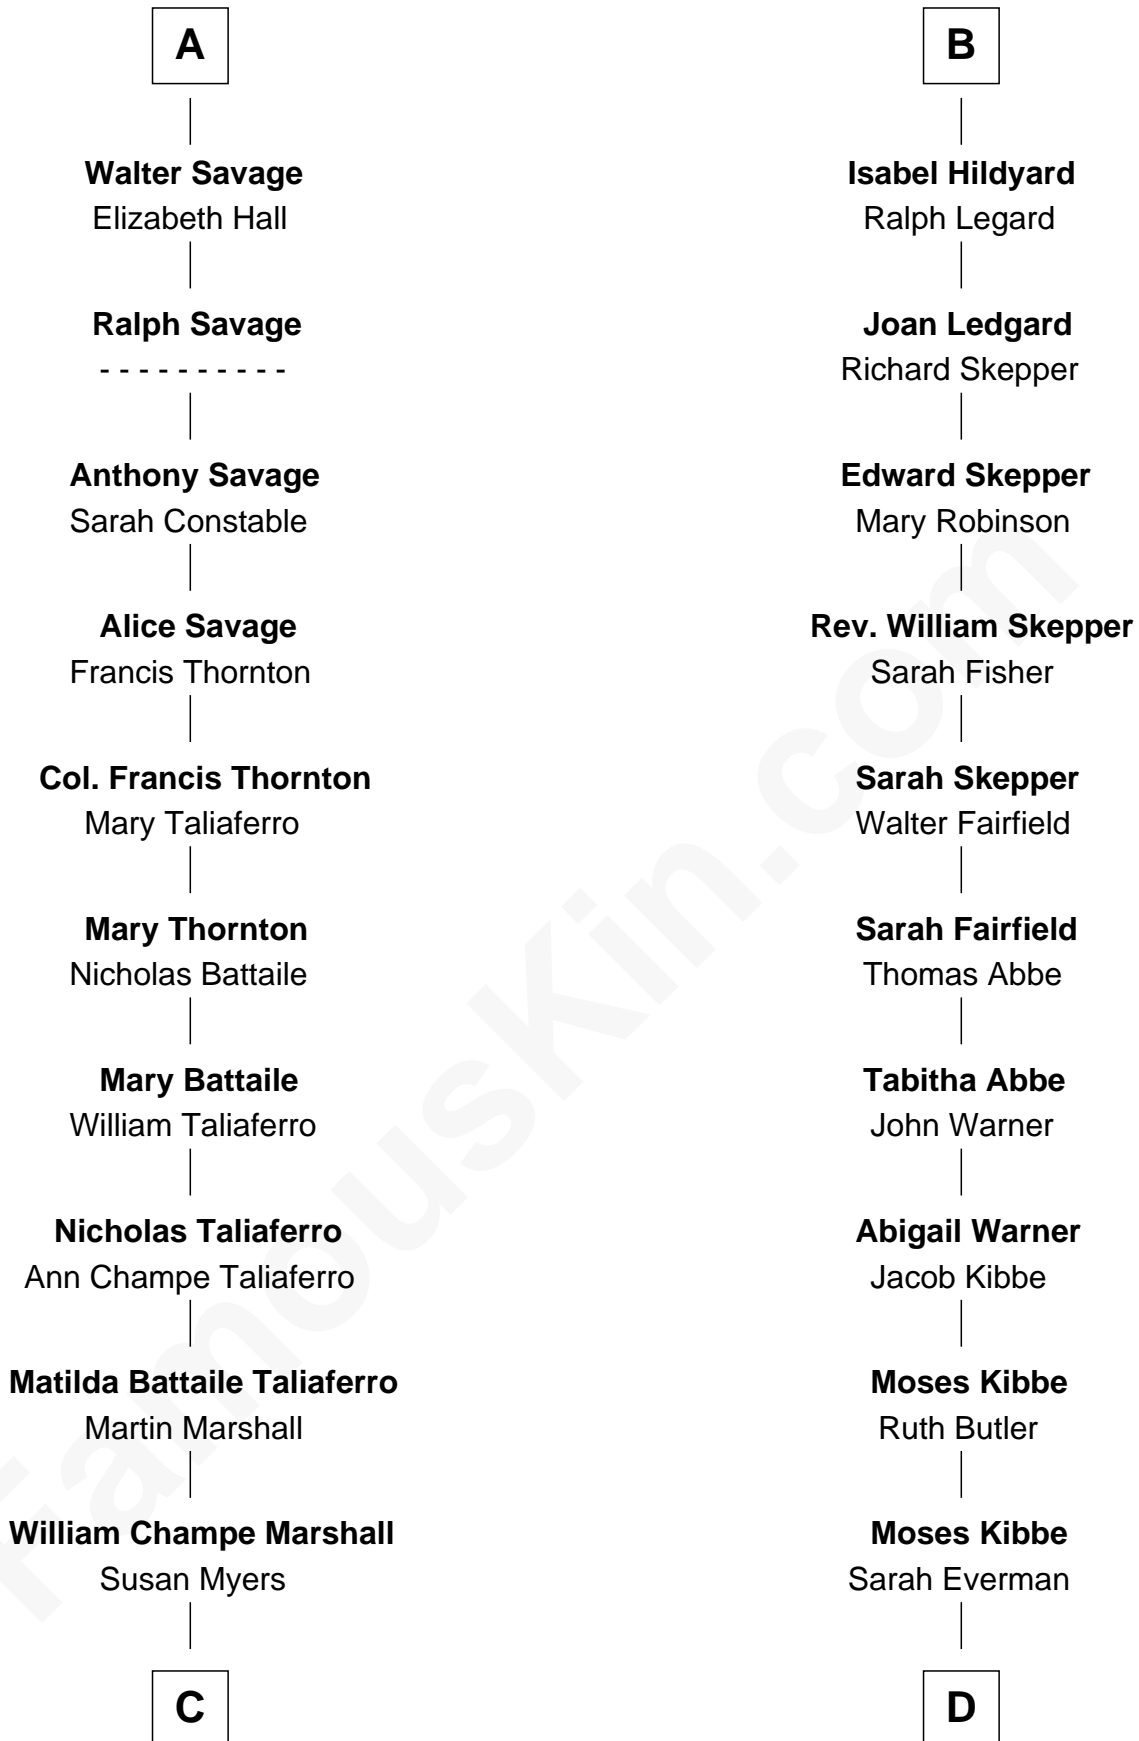 A
Walter Savage
Elizabeth Hall
Ralph Savage
- - - - - - - - - -
Anthony Savage
Sarah Constable
Alice Savage
Francis Thornton
Col. Francis Thornton
Mary Taliaferro
Mary Thornton
Nicholas Battaile
Mary Battaile
William Taliaferro
Nicholas Taliaferro
Ann Champe Taliaferro
Matilda Battaile Taliaferro
Martin Marshall
William Champe Marshall
Susan Myers
C
B
Isabel Hildyard
Ralph Legard
Joan Ledgard
Richard Skepper
Edward Skepper
Mary Robinson
Rev. William Skepper
Sarah Fisher
Sarah Skepper
Walter Fairfield
Sarah Fairfield
Thomas Abbe
Tabitha Abbe
John Warner
Abigail Warner
Jacob Kibbe
Moses Kibbe
Ruth Butler
Moses Kibbe
Sarah Everman
D
FamousKin.com